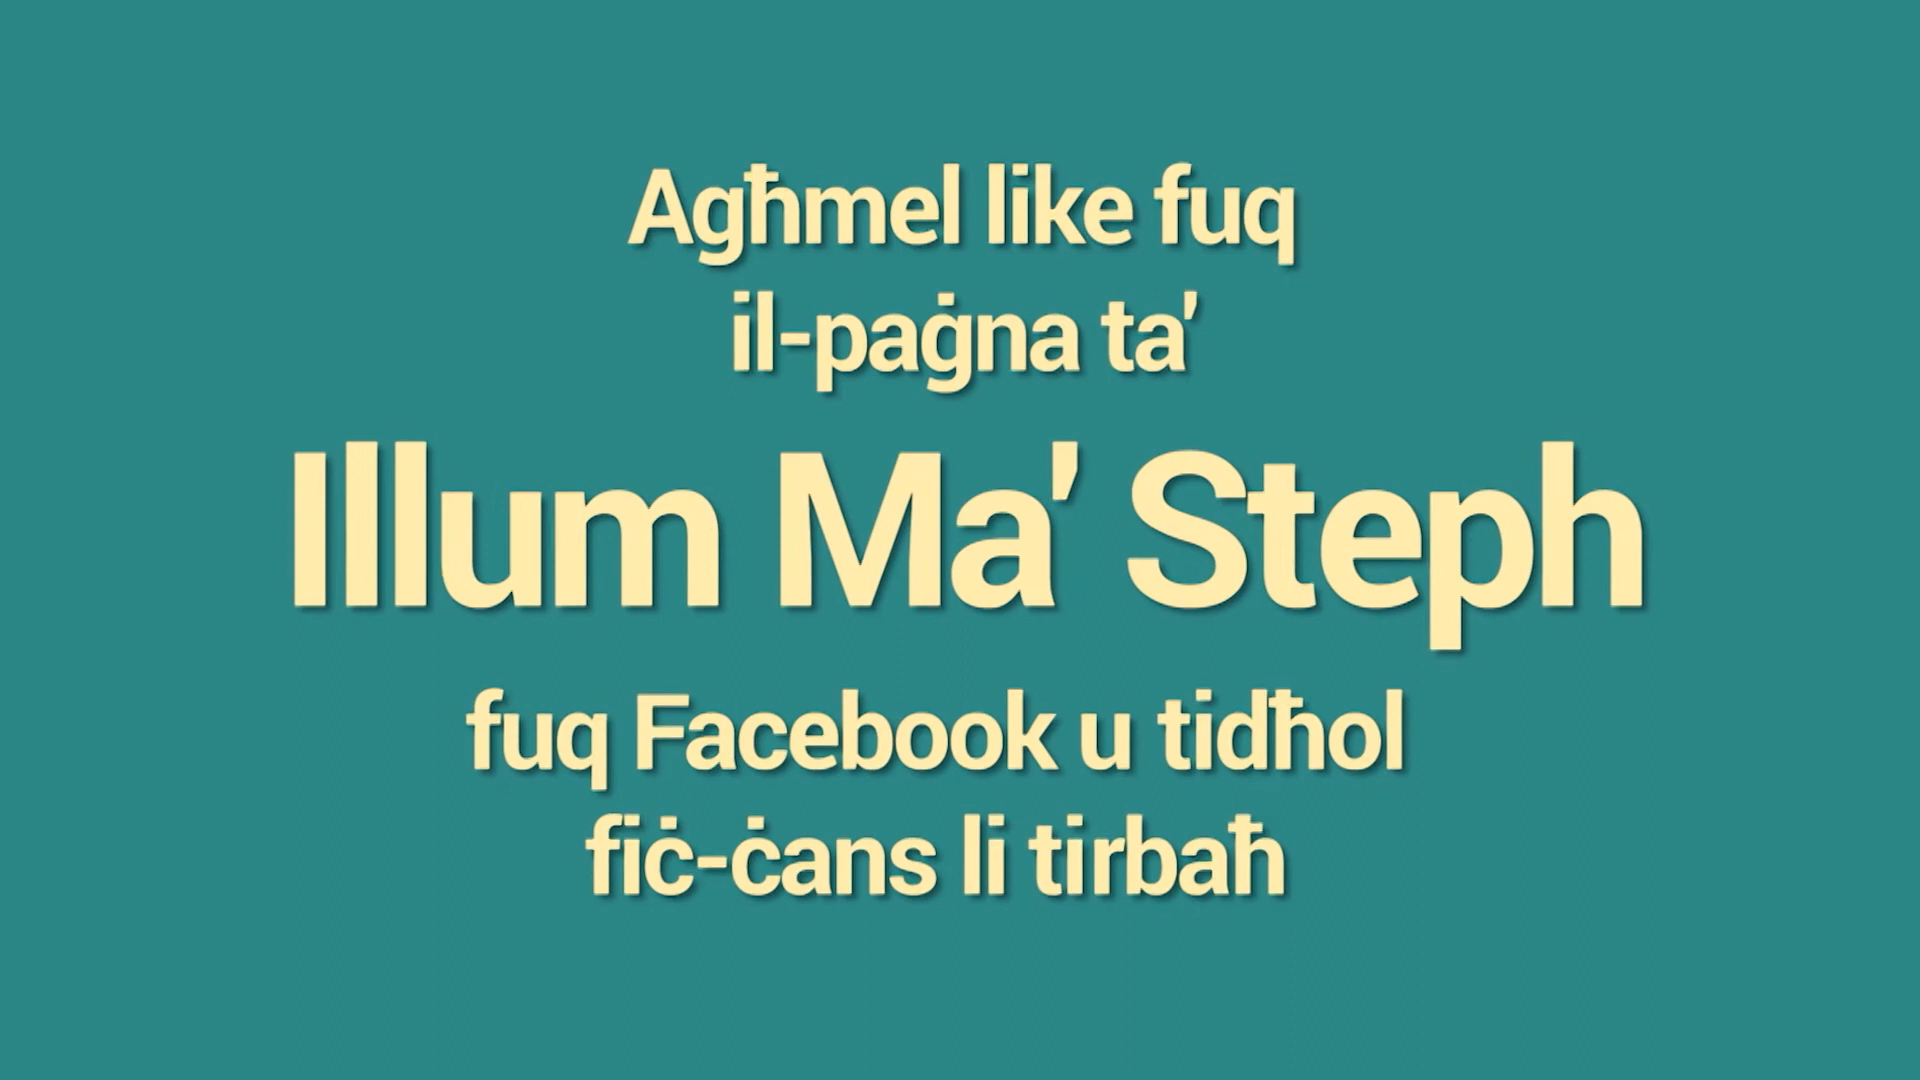 Agħmel like fuq
il-paġna ta'
Illum Ma' Steph
fuq Facebook u tidħol
fiċ-ċans li tirbaħ